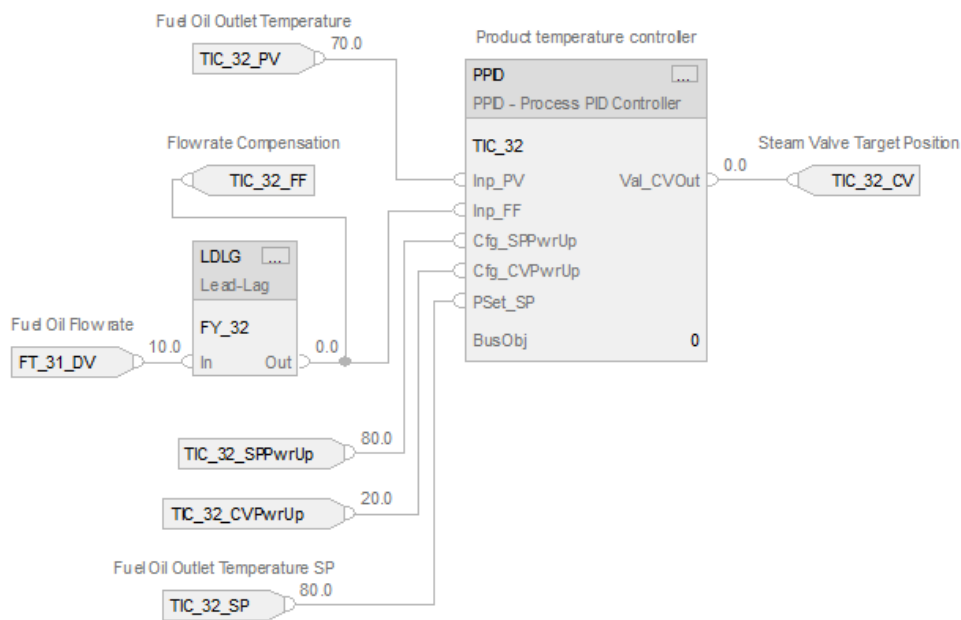 Fuel Oil Outlet Temperature
TIC_32_PV
70.0
Product temperature controller
PPID
...
PPID - Process PID Controller
TIC_32
Inp_PV
Val_CVOut
0.0
Inp_FF
Cfg_SPPwrUp
Cfg_CVPwrUp
PSet_SP
BusObj
0
Steam Valve Target Position
TIC_32_CV
Flowrate Compensation
TIC_32_FF
LDLG
...
Lead-Lag
FY_32
In
Out
0.0
Fuel Oil Flowrate
FT_31_DV
10.0
TIC_32_SPPwrUp
80.0
TIC_32_CVPwrUp
20.0
Fuel Oil Outlet Temperature SP
TIC_32_SP
80.0